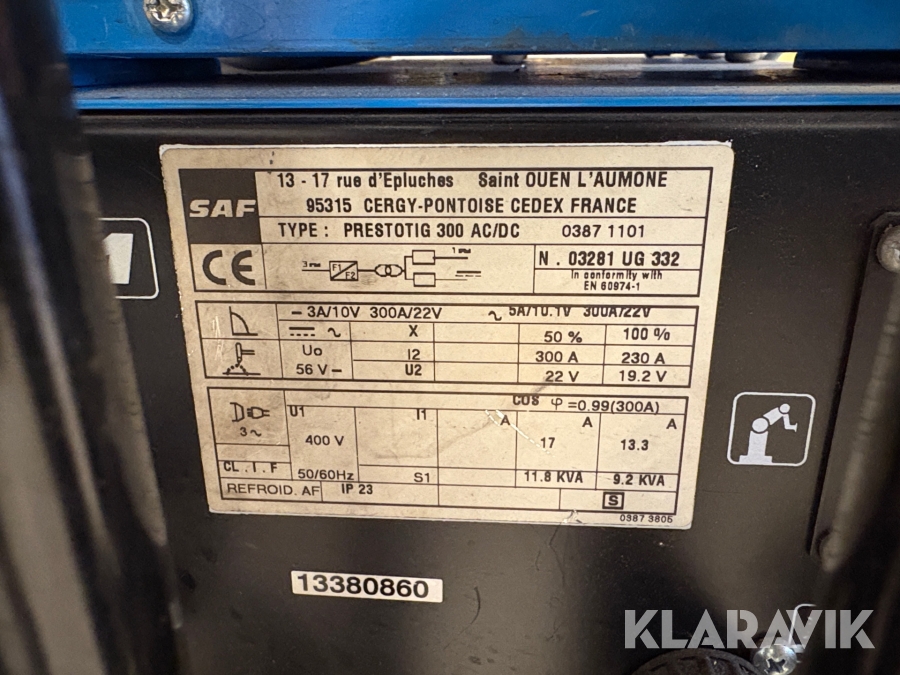 SAF
13 - 17 rue d'Epluches Saint OUEN L'AUMONE
95315 CERGY-PONTOISE CEDEX FRANCE
TYPE : PRESTOTIG 300 AC/DC 0387 1101
CE
3 F1 F2 1
N . 03281 UG 332
In conformity with
EN 60974-1
⎓ 3A/10V 300A/22V ~ 5A/10.1V 300A/22V
X 50 % 100 %
Uo I2 300 A 230 A
56 V U2 22 V 19.2 V
COS φ =0.99(300A)
U1 I1 A A A
3 ~ 400 V 17 13.3
CL . I . F 50/60Hz S1 11.8 KVA 9.2 KVA
REFROID. AF IP 23 S
0387 3805
13380860
KLARAVIK